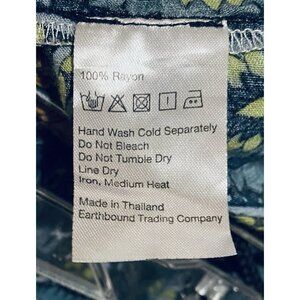 100% Rayon
Hand Wash Cold Separately
Do Not Bleach
Do Not Tumble Dry
Line Dry
Iron, Medium Heat
Made in Thailand
Earthbound Trading Company